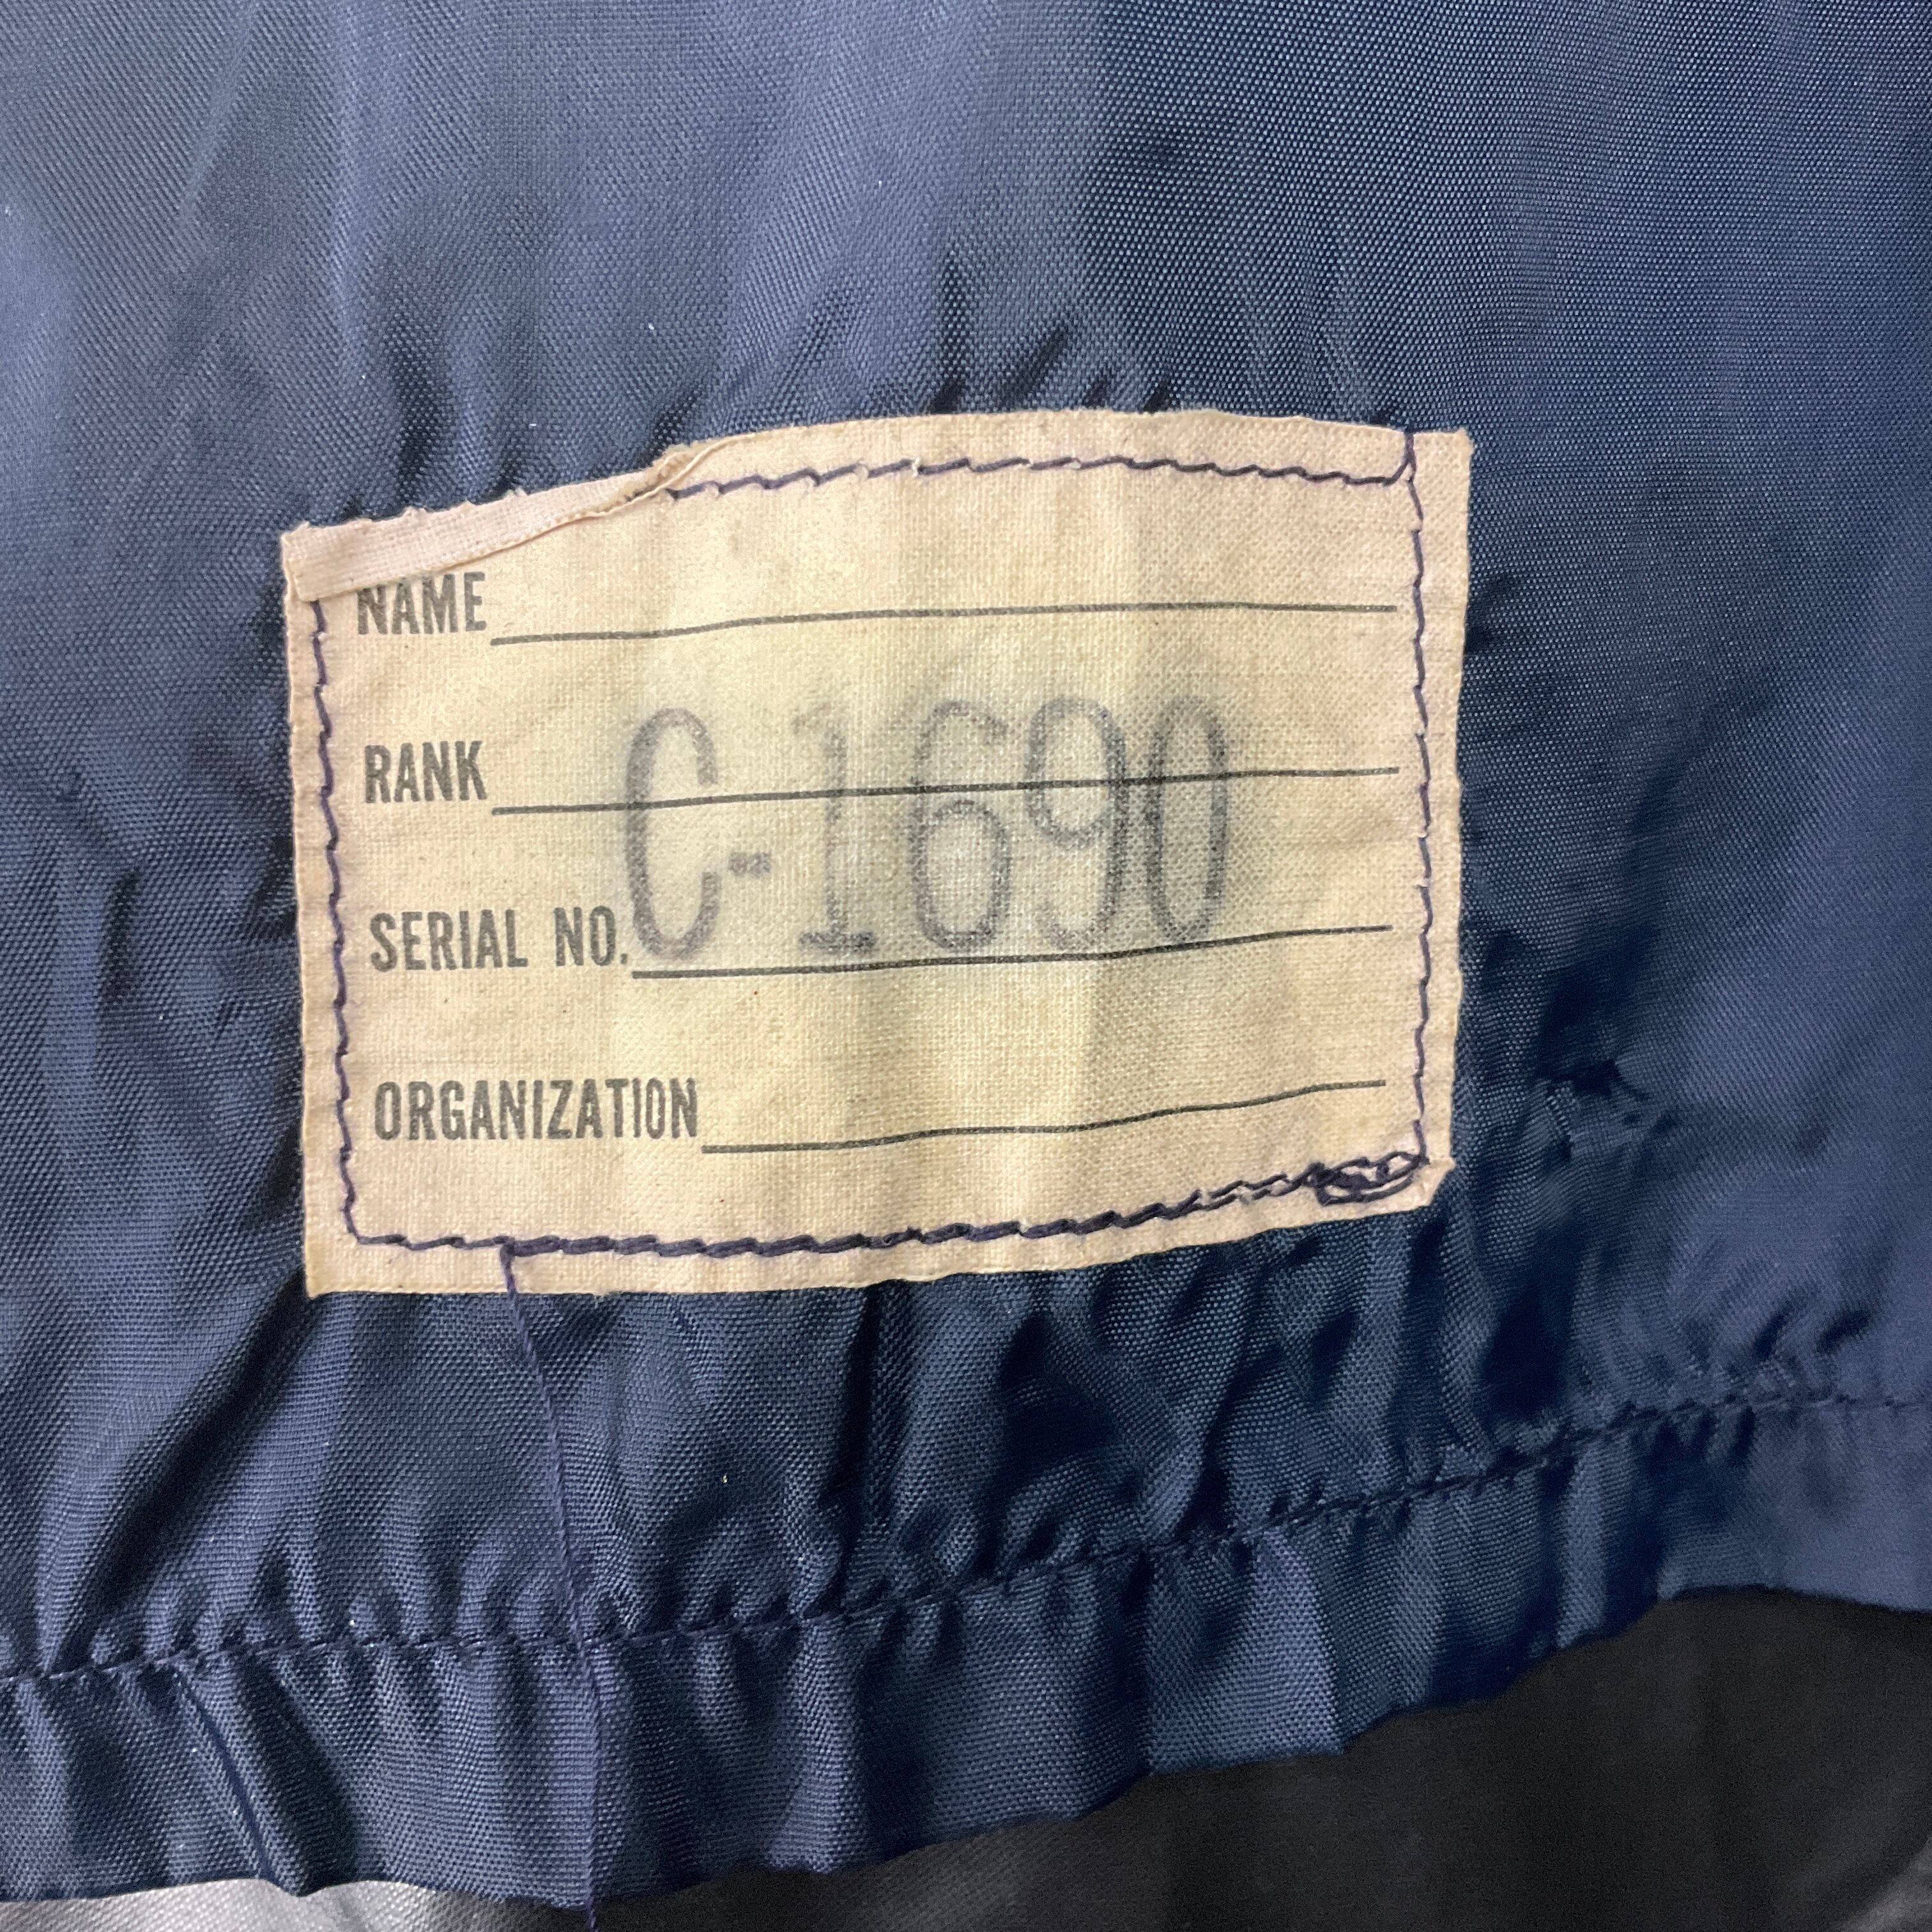 NAME
RANK
C-1690
SERIAL NO.
ORGANIZATION